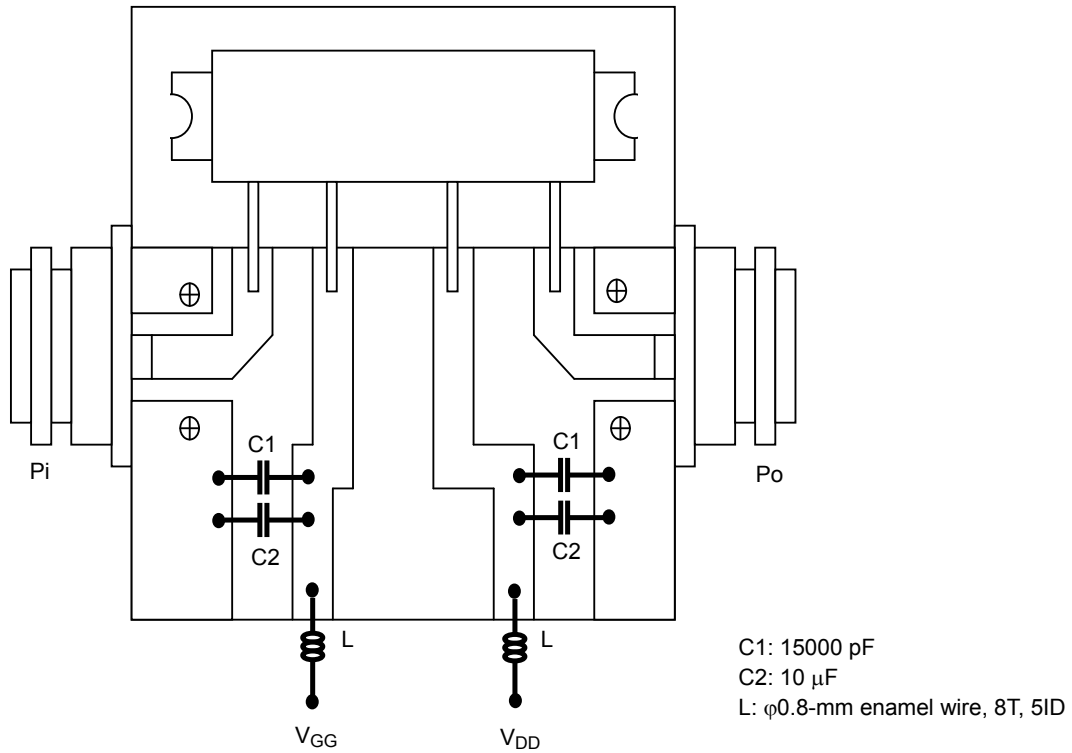 C1
C1
Pi
Po
C2
C2
L
L
C1: 15000 pF
C2: 10 μF
L: φ0.8-mm enamel wire, 8T, 5ID
VGG
VDD